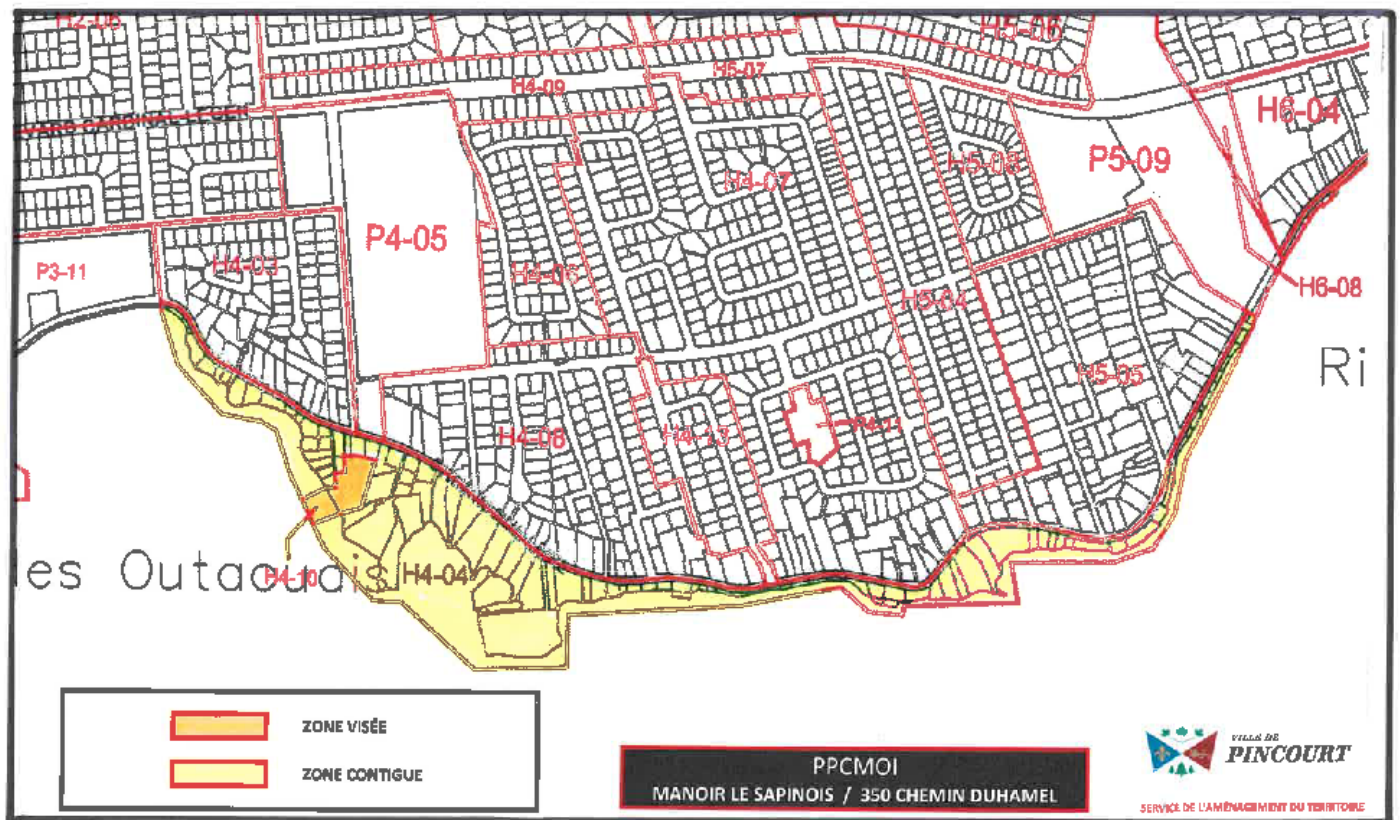 H5-06
H5-07
H4-09
H6-04
P5-09
H5-08
H4-07
P4-05
H4-03
P3-11
H4-06
H5-04
H6-08
Ri
H5-05
H4-08
H4-13
P4-11
es Outaouais
H4-10
H4-04
ZONE VISÉE
ZONE CONTIGUE
PPCMOI
MANOIR LE SAPINOIS / 350 CHEMIN DUHAMEL
VILLE DE
PINCOURT
SERVICE DE L'AMÉNAGEMENT DU TERRITOIRE